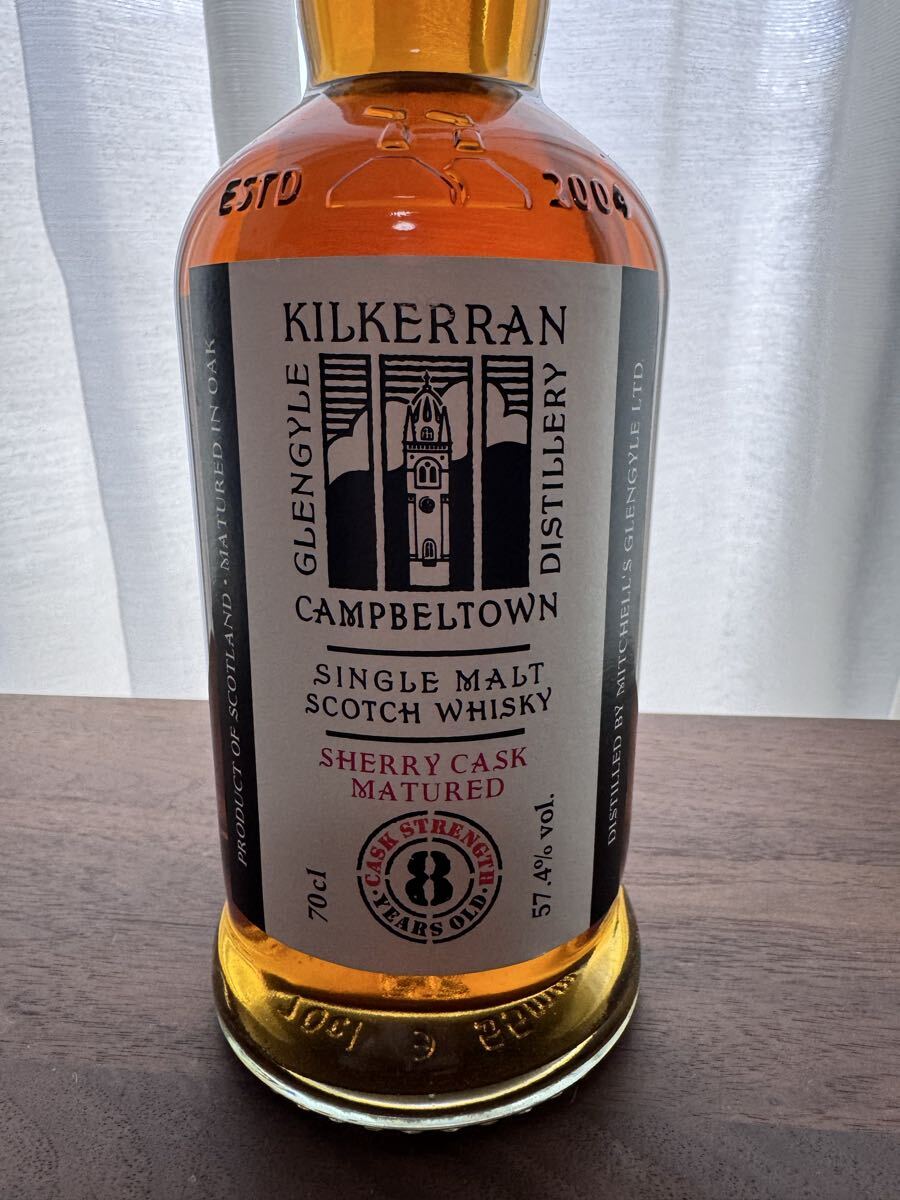 ESTD 2004
KILKERRAN
GLENGYLE
DISTILLERY
CAMPBELTOWN
SINGLE MALT
SCOTCH WHISKY
SHERRY CASK
MATURED
70cl
CASK STRENGTH
8
· YEARS OLD ·
57.4% vol.
PRODUCT OF SCOTLAND · MATURED IN OAK
DISTILLED BY MITCHELL'S GLENGYLE LTD
70cl